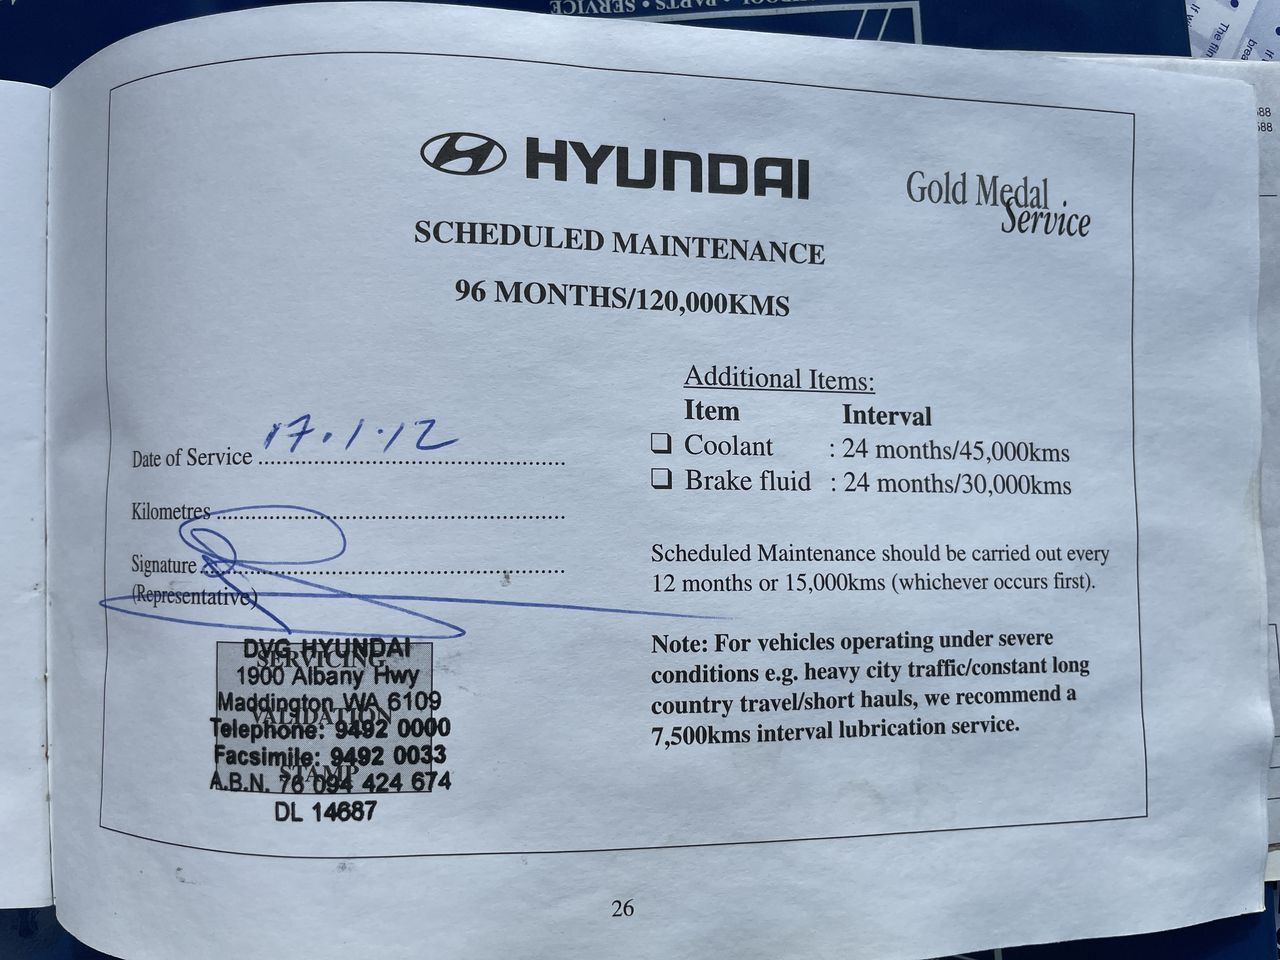 HYUNDAI
Gold Medal
Service
SCHEDULED MAINTENANCE
96 MONTHS/120,000KMS
Additional Items:
Item Interval
Coolant : 24 months/45,000kms
Brake fluid : 24 months/30,000kms
Date of Service 17.1.12
Kilometres
Signature
(Representative)
Scheduled Maintenance should be carried out every
12 months or 15,000kms (whichever occurs first).
Note: For vehicles operating under severe
conditions e.g. heavy city traffic/constant long
country travel/short hauls, we recommend a
7,500kms interval lubrication service.
SERVICING
VALIDATION
STAMP
DVG HYUNDAI
1900 Albany Hwy
Maddington WA 6109
Telephone: 9492 0000
Facsimile: 9492 0033
A.B.N. 76 094 424 674
DL 14687
26